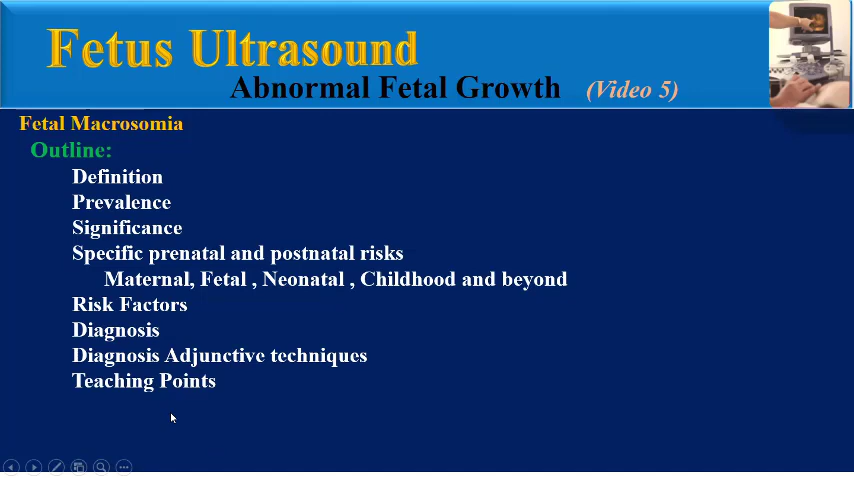 Fetus Ultrasound
Abnormal Fetal Growth (Video 5)
Fetal Macrosomia
Outline:
Definition
Prevalence
Significance
Specific prenatal and postnatal risks
Maternal, Fetal , Neonatal , Childhood and beyond
Risk Factors
Diagnosis
Diagnosis Adjunctive techniques
Teaching Points